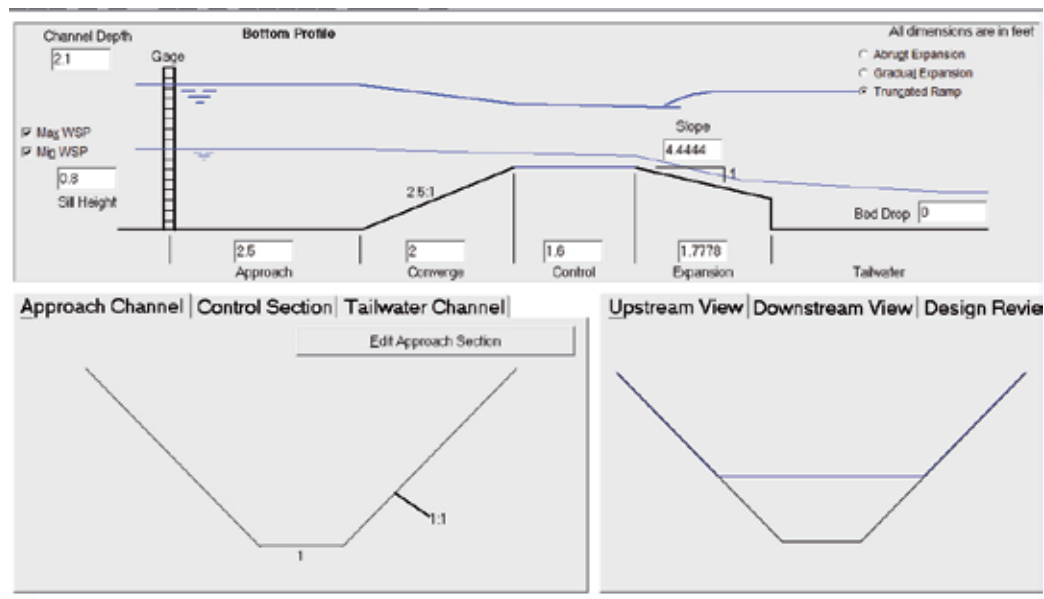 Channel Depth
Bottom Profile
All dimensions are in feet
2.1
Gage
Abrupt Expansion
Gradual Expansion
Truncated Ramp
Slope
Max WSP
Min WSP
4.4444
1
0.8
2.5:1
Sill Height
Bed Drop 0
2.5
2
1.6
1.7778
Approach
Converge
Control
Expansion
Tailwater
Approach Channel
Control Section
Tailwater Channel
Upstream View
Downstream View
Design Revie
Edit Approach Section
1:1
1